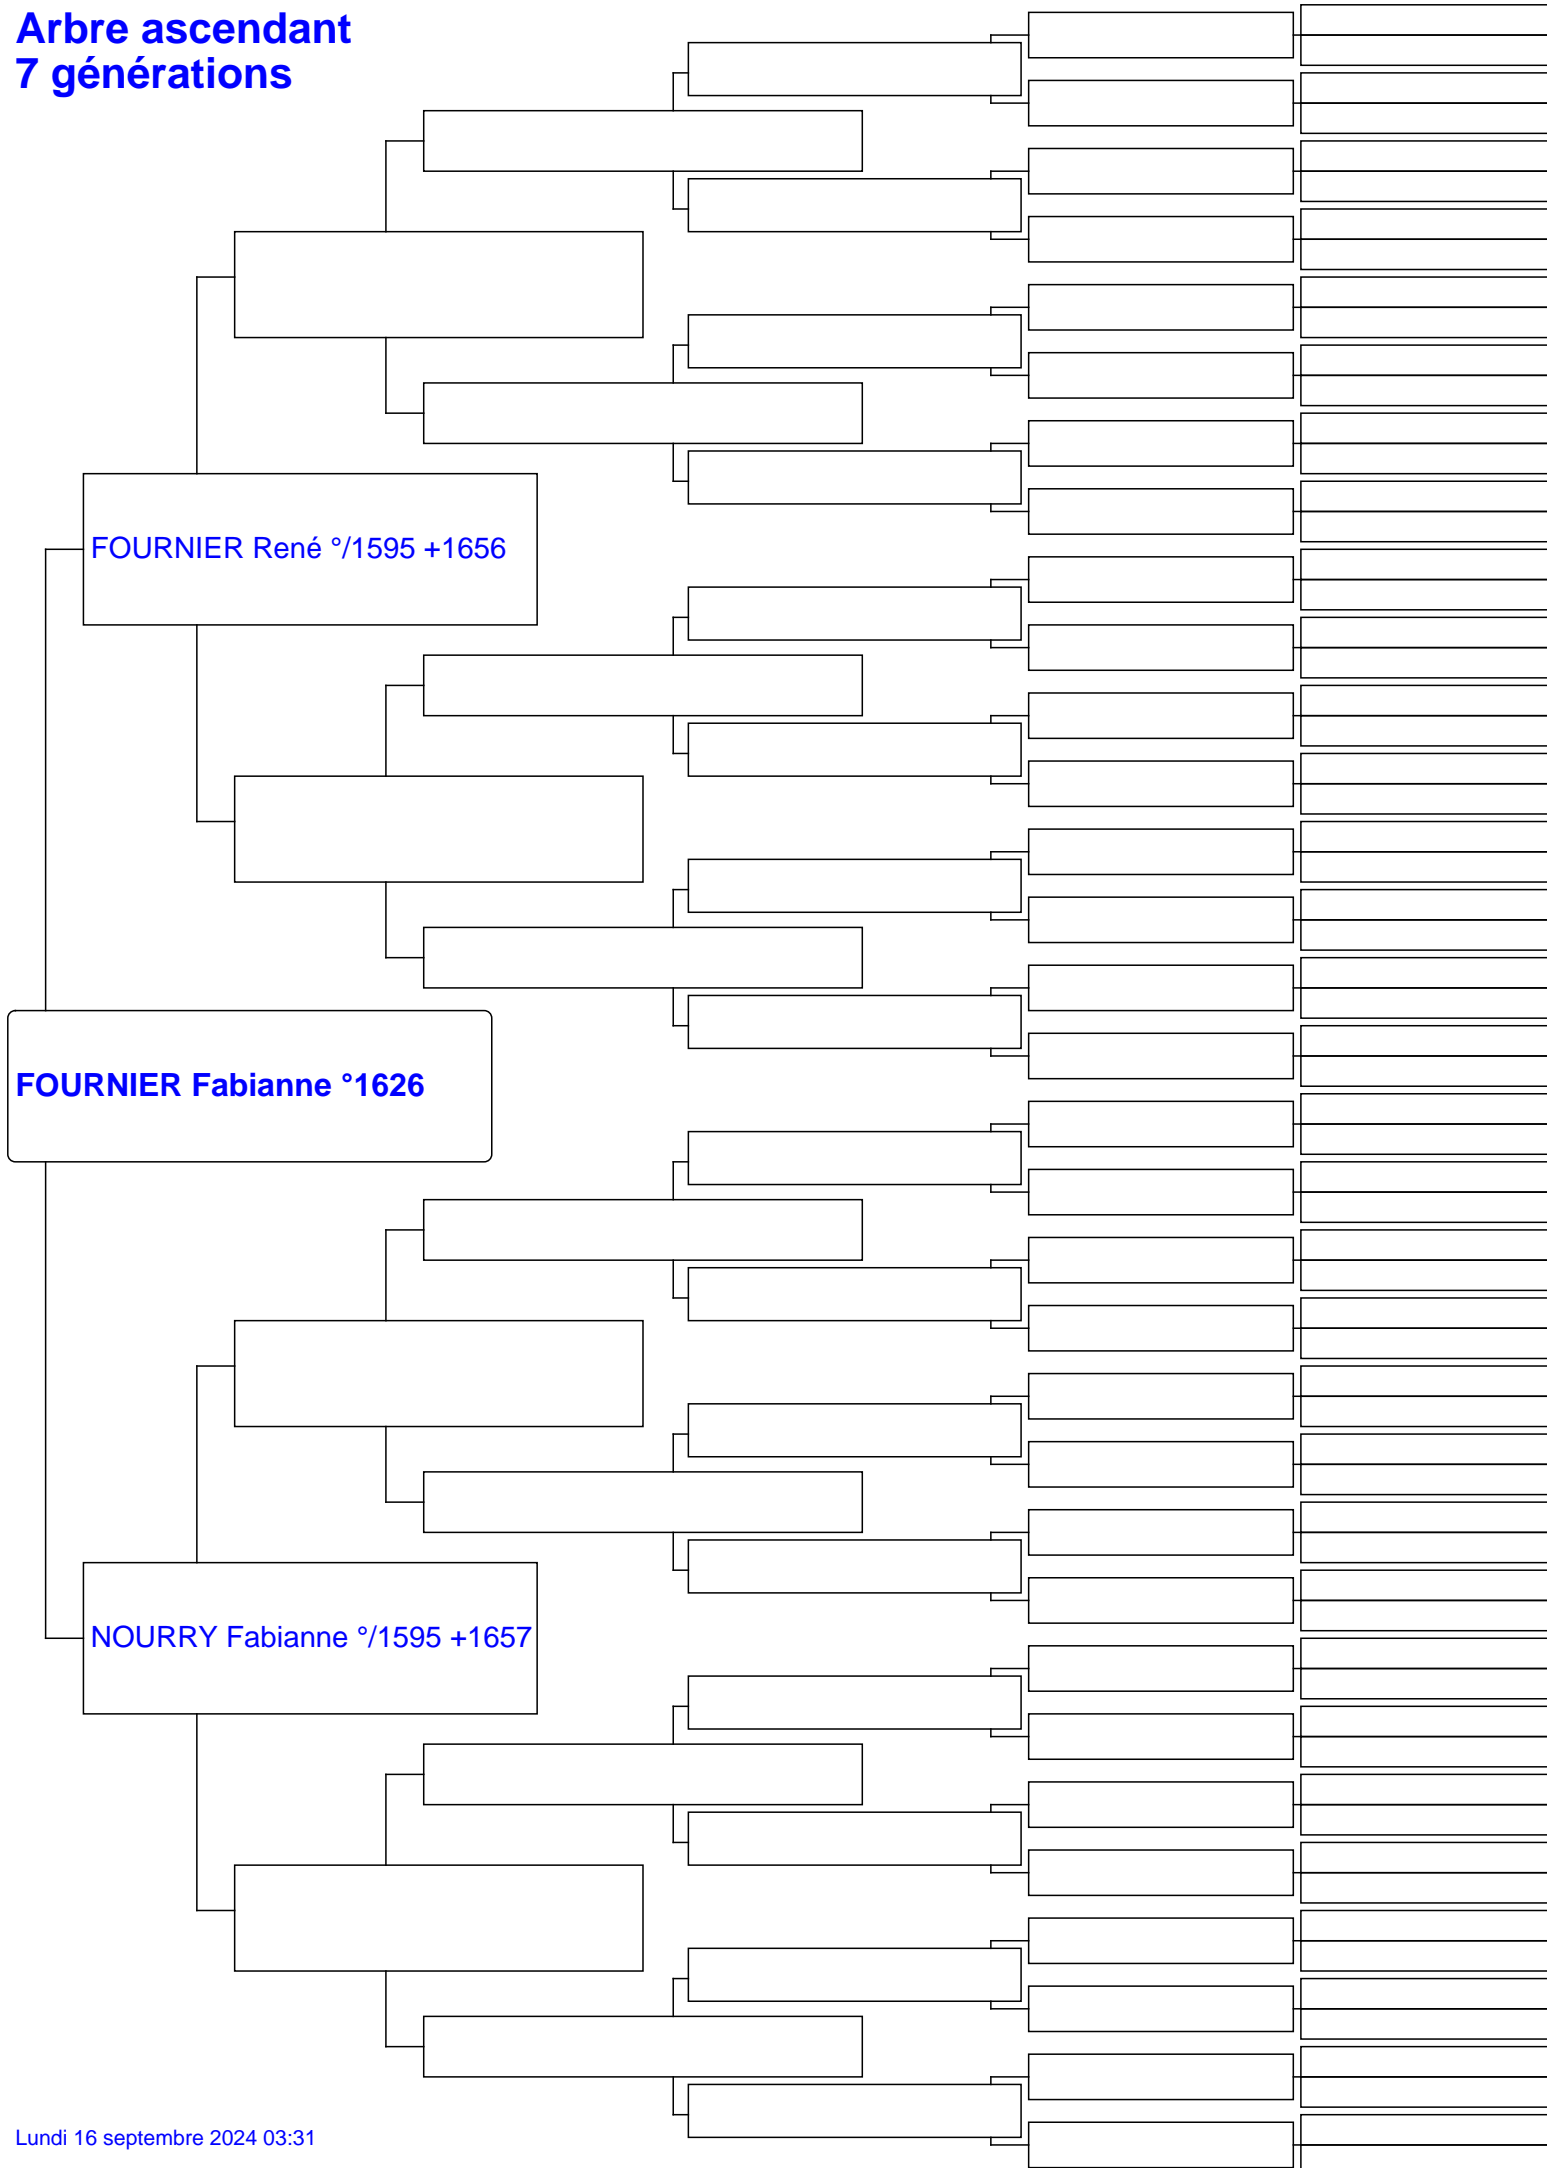 Arbre ascendant
7 générations
FOURNIER René °/1595 +1656
FOURNIER Fabianne °1626
NOURRY Fabianne °/1595 +1657
Lundi 16 septembre 2024 03:31